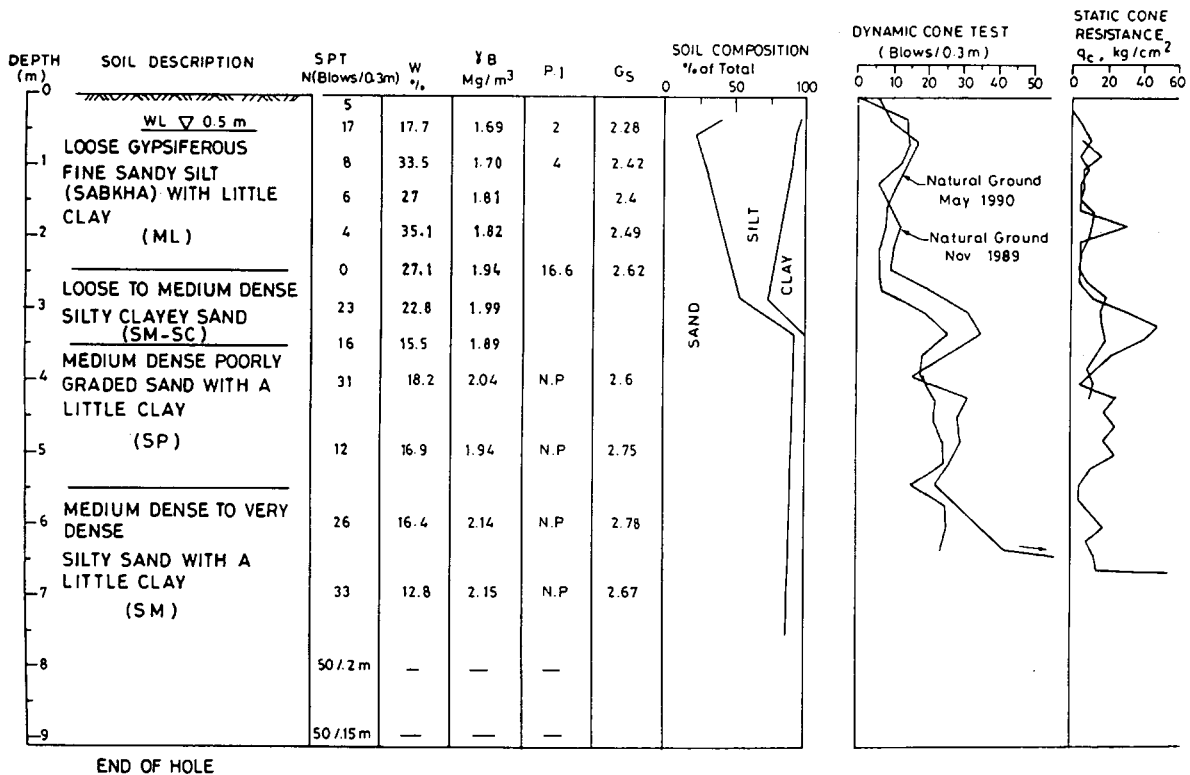 DEPTH (m)
SOIL DESCRIPTION
SPT
N(Blows/0.3m)
W
%
γB
Mg/m³
P.I
GS
SOIL COMPOSITION
% of Total
50
100
DYNAMIC CONE TEST
(Blows/0.3m)
0 10 20 30 40 50
STATIC CONE
RESISTANCE
qc, kg/cm²
0 20 40 60
0
5
WL ▽ 0.5 m
17 17.7 1.69 2 2.28
LOOSE GYPSIFEROUS
1
8 33.5 1.70 4 2.42
FINE SANDY SILT
(SABKHA) WITH LITTLE
CLAY
6 27 1.81 2.4
(ML)
2
4 35.1 1.82 2.49
0 27.1 1.94 16.6 2.62
LOOSE TO MEDIUM DENSE
3
23 22.8 1.99
SILTY CLAYEY SAND
(SM-SC)
16 15.5 1.89
MEDIUM DENSE POORLY
GRADED SAND WITH A
LITTLE CLAY
4
31 18.2 2.04 N.P 2.6
(SP)
5
12 16.9 1.94 N.P 2.75
MEDIUM DENSE TO VERY
DENSE
6
26 16.4 2.14 N.P 2.78
SILTY SAND WITH A
LITTLE CLAY
7
33 12.8 2.15 N.P 2.67
(SM)
8
50/.2 m — — —
9
50/.15 m — — —
END OF HOLE
SAND
SILT
CLAY
Natural Ground
May 1990
Natural Ground
Nov 1989